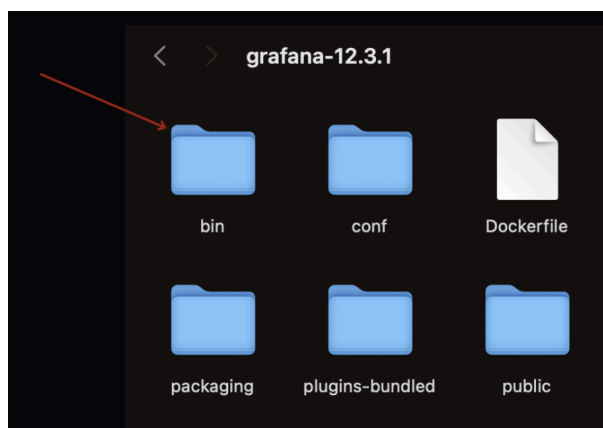 grafana-12.3.1
bin conf Dockerfile
packaging plugins-bundled public